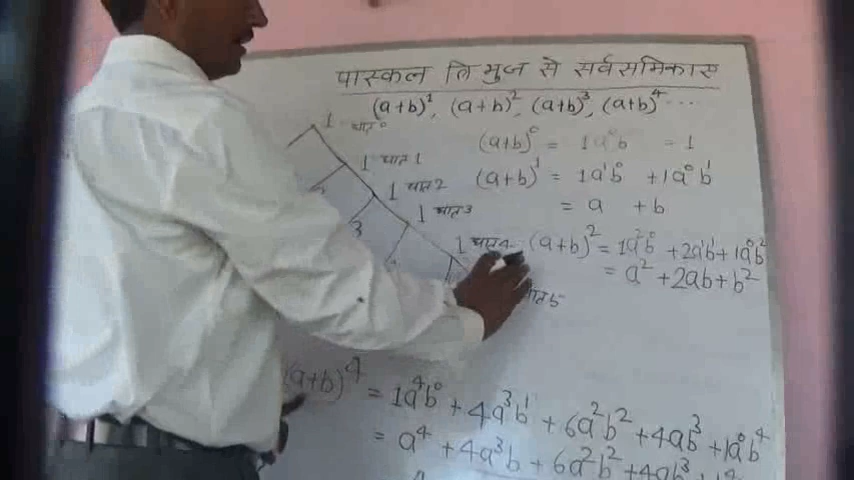 पास्कल त्रिभुज से सर्वसमिकाएं
(a+b)¹, (a+b)², (a+b)³, (a+b)⁴ ...
1 घात 0
(a+b)⁰ = 1a⁰b⁰ = 1
1 घात 1
(a+b)¹ = 1a¹b⁰ + 1a⁰b¹
1 घात 2
= a + b
3 1 घात 3
1 घात 4
(a+b)² = 1a²b⁰ + 2a¹b¹ + 1a⁰b²
= a² + 2ab + b²
घात 5
(a+b)⁴ = 1a⁴b⁰ + 4a³b¹ + 6a²b² + 4ab³ + 1a⁰b⁴
= a⁴ + 4a³b + 6a²b² + 4ab³